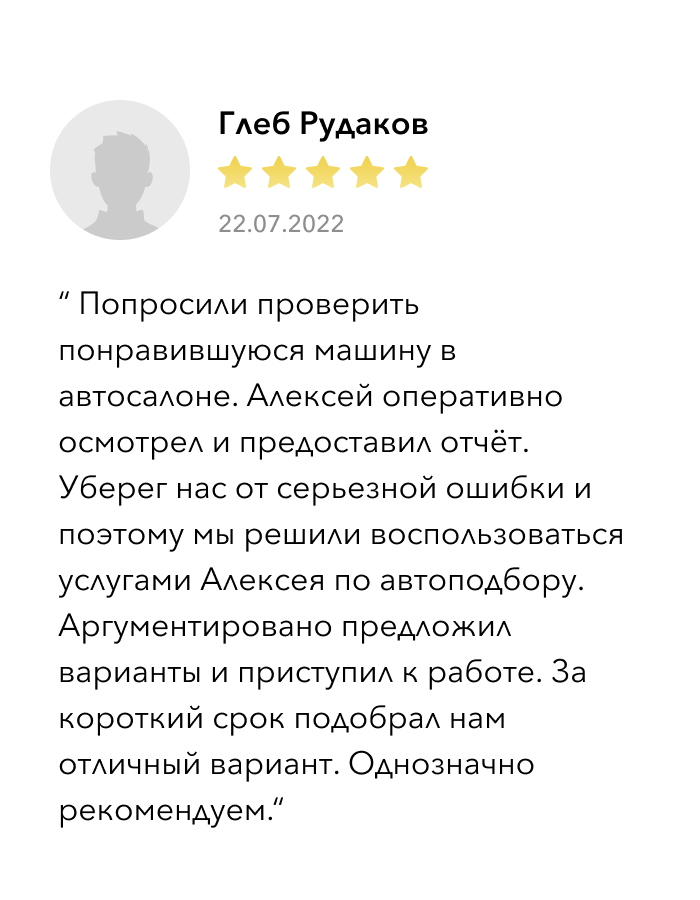 Глеб Рудаков
22.07.2022
“ Попросили проверить
понравившуюся машину в
автосалоне. Алексей оперативно
осмотрел и предоставил отчёт.
Уберег нас от серьезной ошибки и
поэтому мы решили воспользоваться
услугами Алексея по автоподбору.
Аргументировано предложил
варианты и приступил к работе. За
короткий срок подобрал нам
отличный вариант. Однозначно
рекомендуем.“